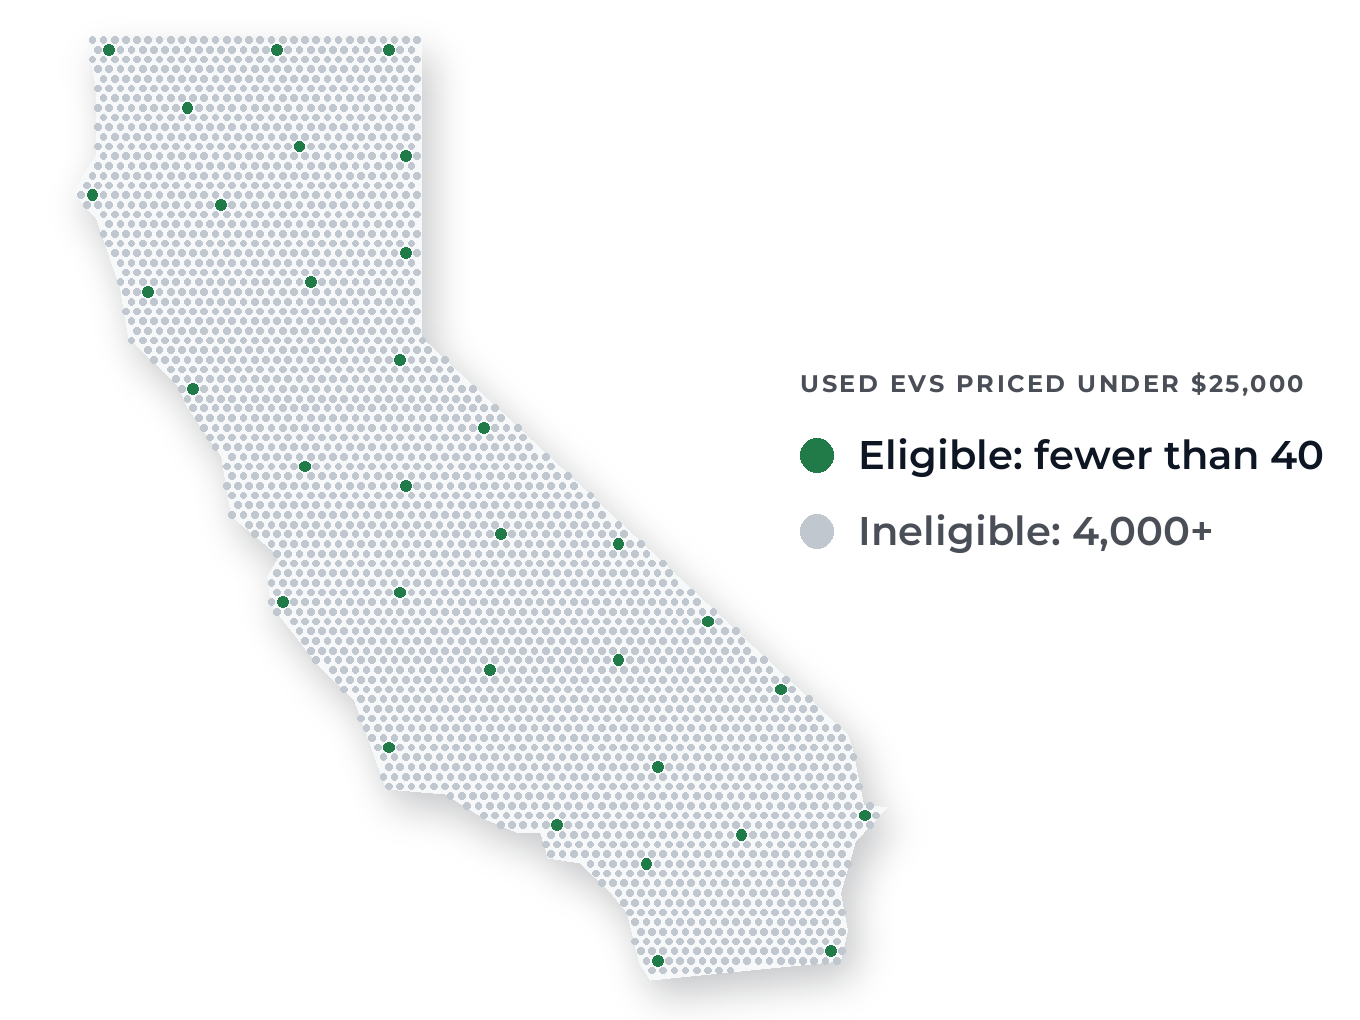 USED EVS PRICED UNDER $25,000
Eligible: fewer than 40
Ineligible: 4,000+